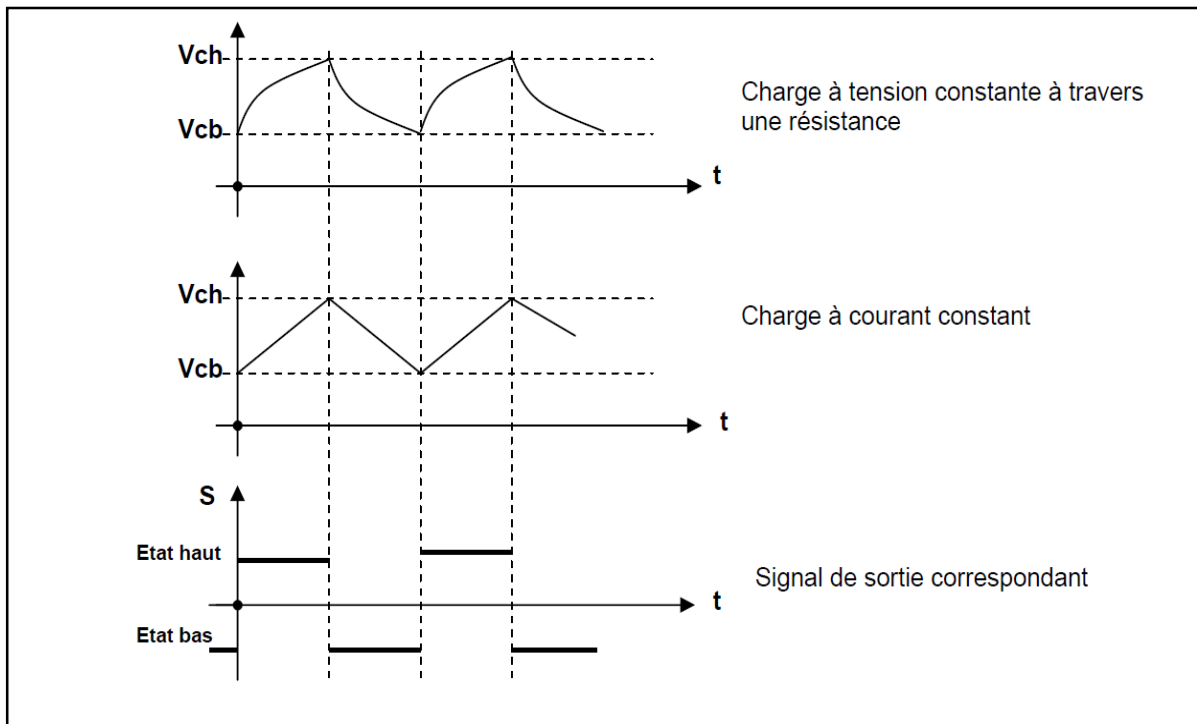 Vch
Vcb
t
Charge à tension constante à travers
une résistance
Vch
Vcb
t
Charge à courant constant
S
Etat haut
Etat bas
t
Signal de sortie correspondant